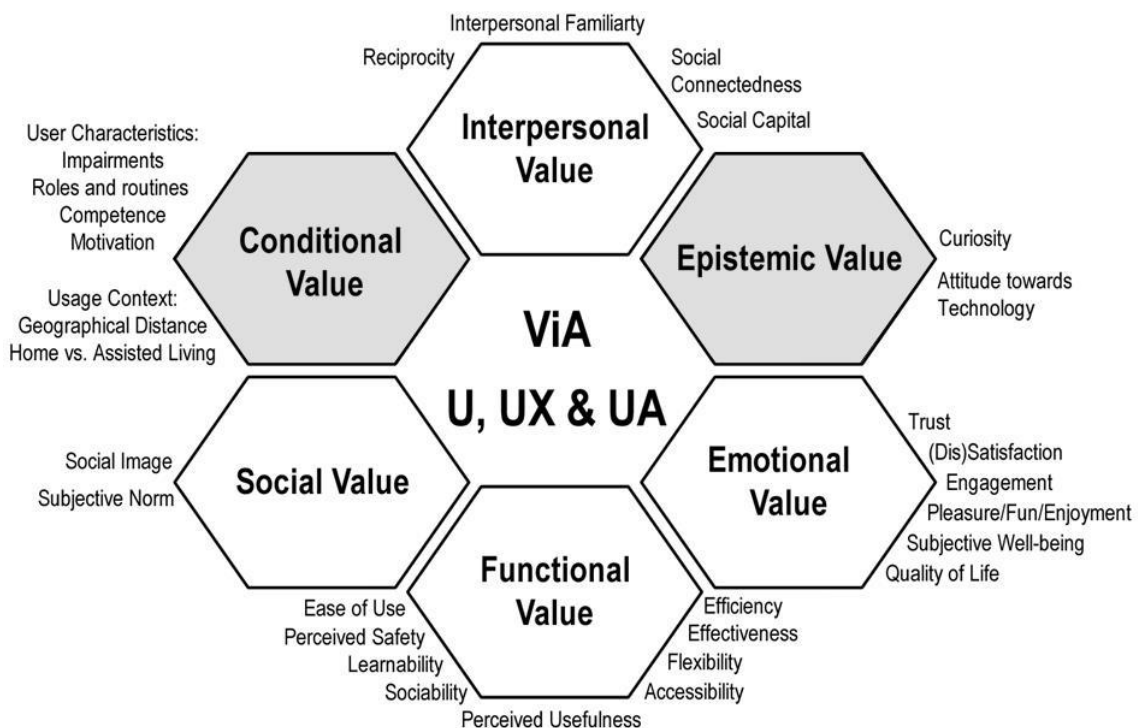 Interpersonal Familiarty
Reciprocity
Social
Connectedness
Social Capital
Interpersonal
Value
User Characteristics:
Impairments
Roles and routines
Competence
Motivation
Usage Context:
Geographical Distance
Home vs. Assisted Living
Conditional
Value
Epistemic Value
Curiosity
Attitude towards
Technology
ViA
U, UX & UA
Social Image
Subjective Norm
Social Value
Emotional
Value
Trust
(Dis)Satisfaction
Engagement
Pleasure/Fun/Enjoyment
Subjective Well-being
Quality of Life
Functional
Value
Ease of Use
Perceived Safety
Learnability
Sociability
Efficiency
Effectiveness
Flexibility
Accessibility
Perceived Usefulness